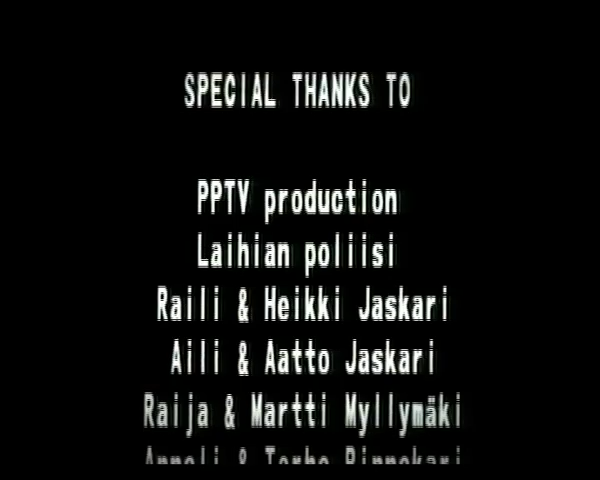 SPECIAL THANKS TO
PPTV production
Laihian poliisi
Raili & Heikki Jaskari
Aili & Aatto Jaskari
Raija & Martti Myllymäki
&